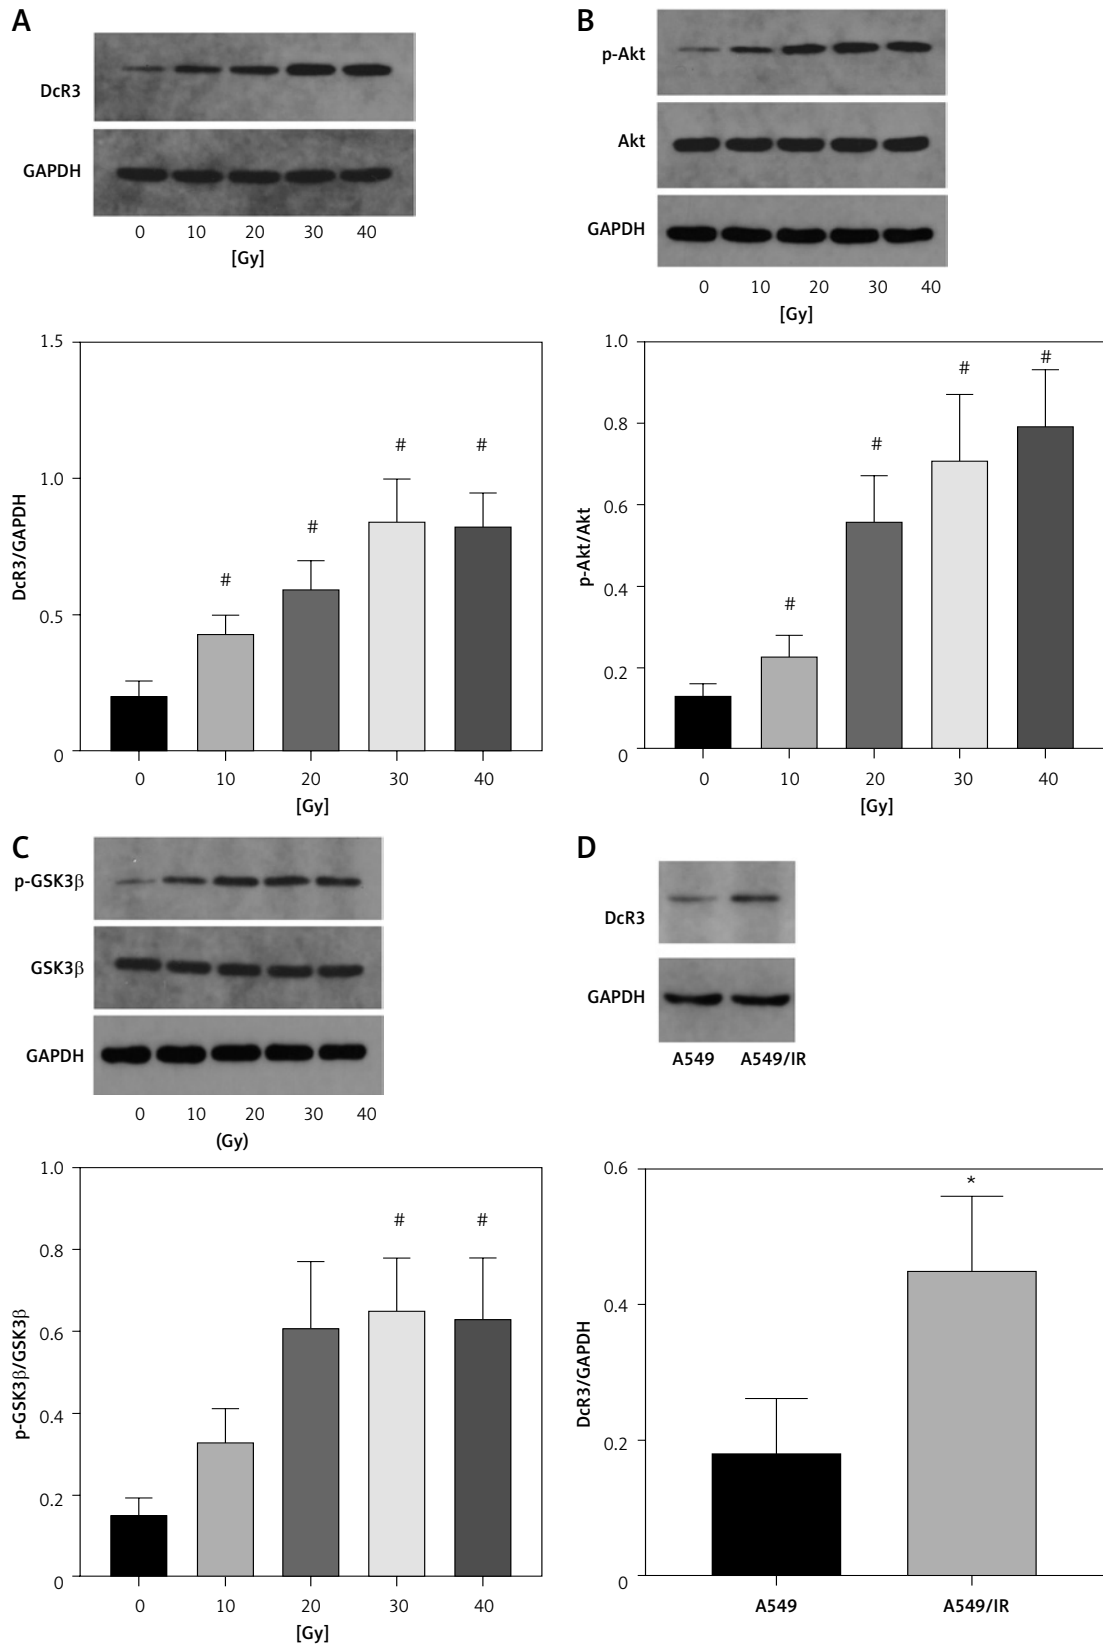 A
DcR3
GAPDH
0 10 20 30 40
[Gy]
1.5
1.0
0.5
0
DcR3/GAPDH
# # # #
0 10 20 30 40
[Gy]
B
p-Akt
Akt
GAPDH
0 10 20 30 40
[Gy]
1.0
0.8
0.6
0.4
0.2
0
p-Akt/Akt
# # # #
0 10 20 30 40
[Gy]
C
p-GSK3β
GSK3β
GAPDH
0 10 20 30 40
(Gy)
1.0
0.8
0.6
0.4
0.2
0
p-GSK3β/GSK3β
# #
0 10 20 30 40
[Gy]
D
DcR3
GAPDH
A549 A549/IR
0.6
0.4
0.2
0
DcR3/GAPDH
*
A549 A549/IR